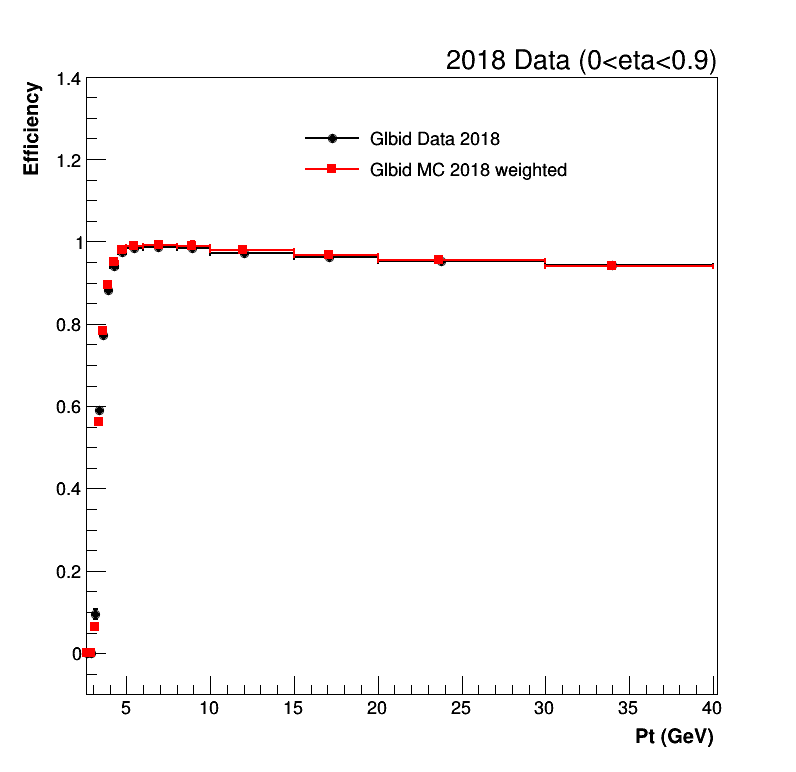 2018 Data (0<eta<0.9)
Efficiency
Glbid Data 2018
Glbid MC 2018 weighted
1.4
1.2
1
0.8
0.6
0.4
0.2
0
5 10 15 20 25 30 35 40
Pt (GeV)